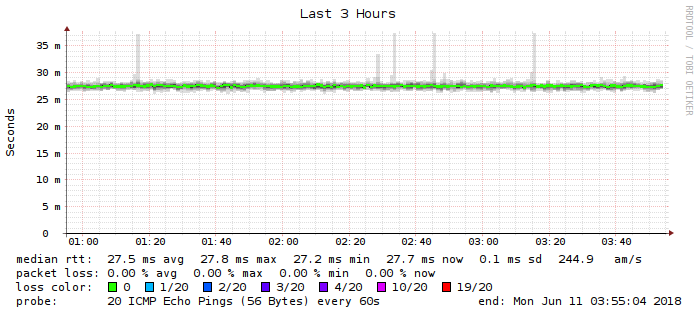 Last 3 Hours
RRDTOOL / TOBI OETIKER
Seconds
35 m
30 m
25 m
20 m
15 m
10 m
5 m
0
01:00 01:20 01:40 02:00 02:20 02:40 03:00 03:20 03:40
median rtt: 27.5 ms avg 27.8 ms max 27.2 ms min 27.7 ms now 0.1 ms sd 244.9 am/s
packet loss: 0.00 % avg 0.00 % max 0.00 % min 0.00 % now
loss color: 0 1/20 2/20 3/20 4/20 10/20 19/20
probe: 20 ICMP Echo Pings (56 Bytes) every 60s end: Mon Jun 11 03:55:04 2018